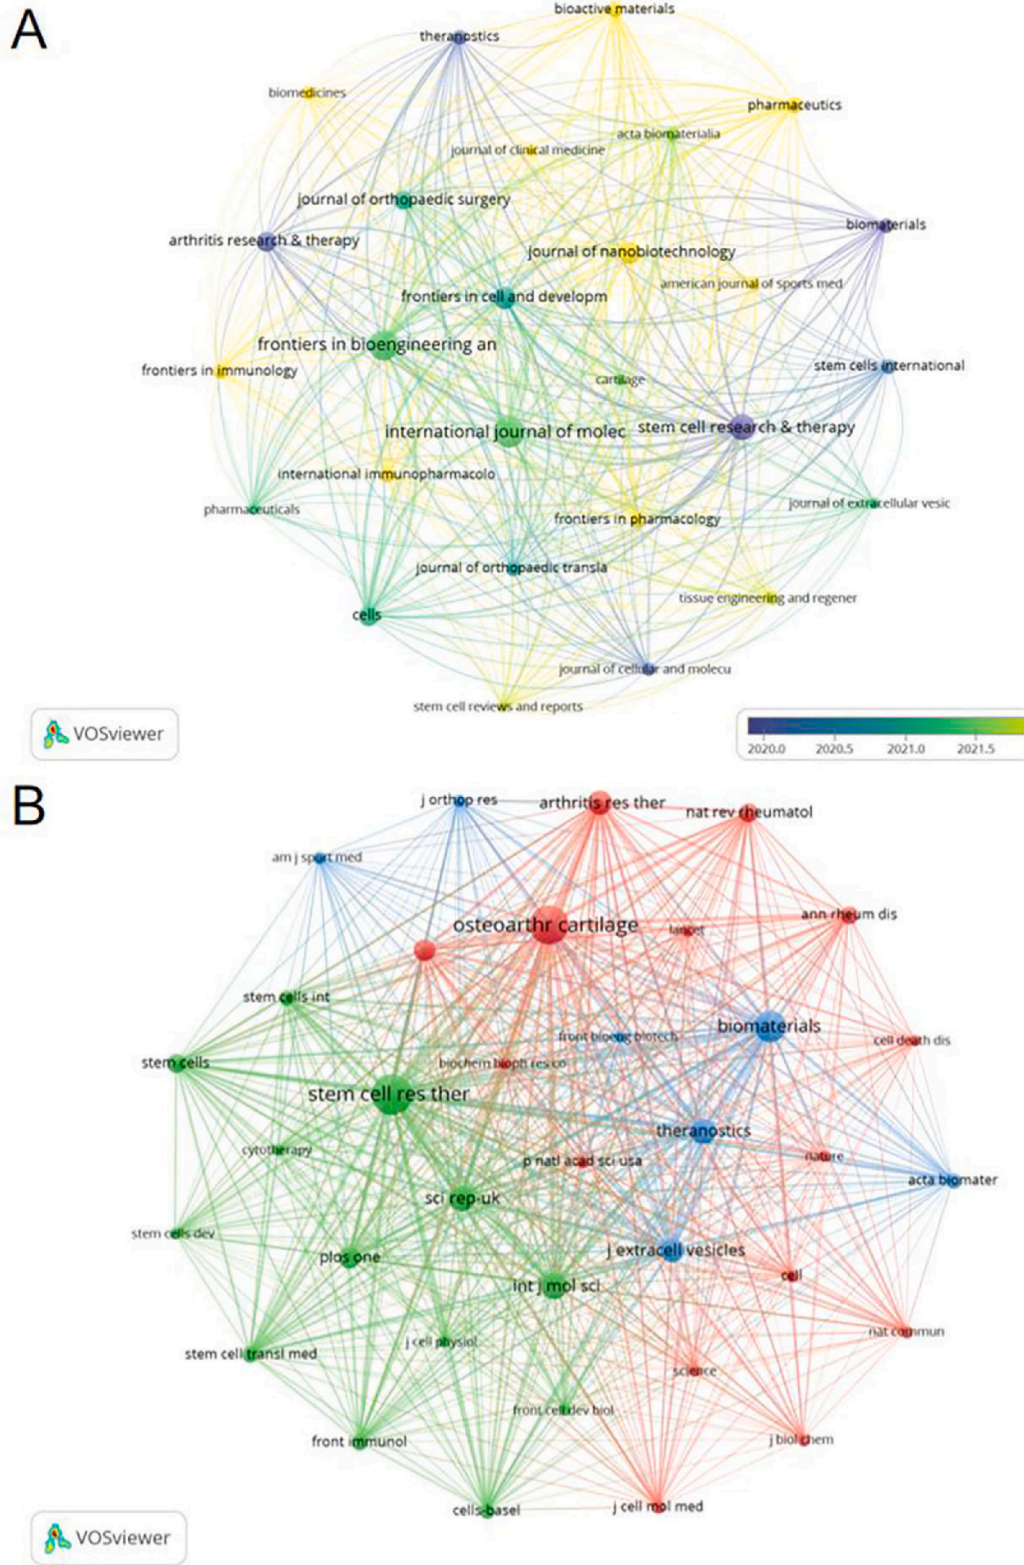 A
bioactive materials
theranostics
biomedicines
pharmaceutics
acta biomaterialia
journal of clinical medicine
journal of orthopaedic surgery
biomaterials
arthritis research & therapy
journal of nanobiotechnology
american journal of sports med
frontiers in cell and developm
frontiers in bioengineering an
stem cells international
frontiers in immunology
cartilage
stem cell research & therapy
international journal of molec
international immunopharmacolo
journal of extracellular vesic
pharmaceuticals
frontiers in pharmacology
journal of orthopaedic transla
tissue engineering and regener
cells
journal of cellular and molecu
stem cell reviews and reports
VOSviewer
2020.0 2020.5 2021.0 2021.5
B
j orthop res
arthritis res ther
nat rev rheumatol
am j sport med
ann rheum dis
osteoarthr cartilage
lancet
stem cells int
biomaterials
front bioeng biotech
cell death dis
stem cells
biochem bioph res co
stem cell res ther
theranostics
cytotherapy
nature
p natl acad sci usa
acta biomater
sci rep-uk
stem cells dev
j extracell vesicles
plos one
cell
int j mol sci
nat commun
j cell physiol
stem cell transl med
science
front cell dev biol
front immunol
j biol chem
j cell mol med
cells-basel
VOSviewer